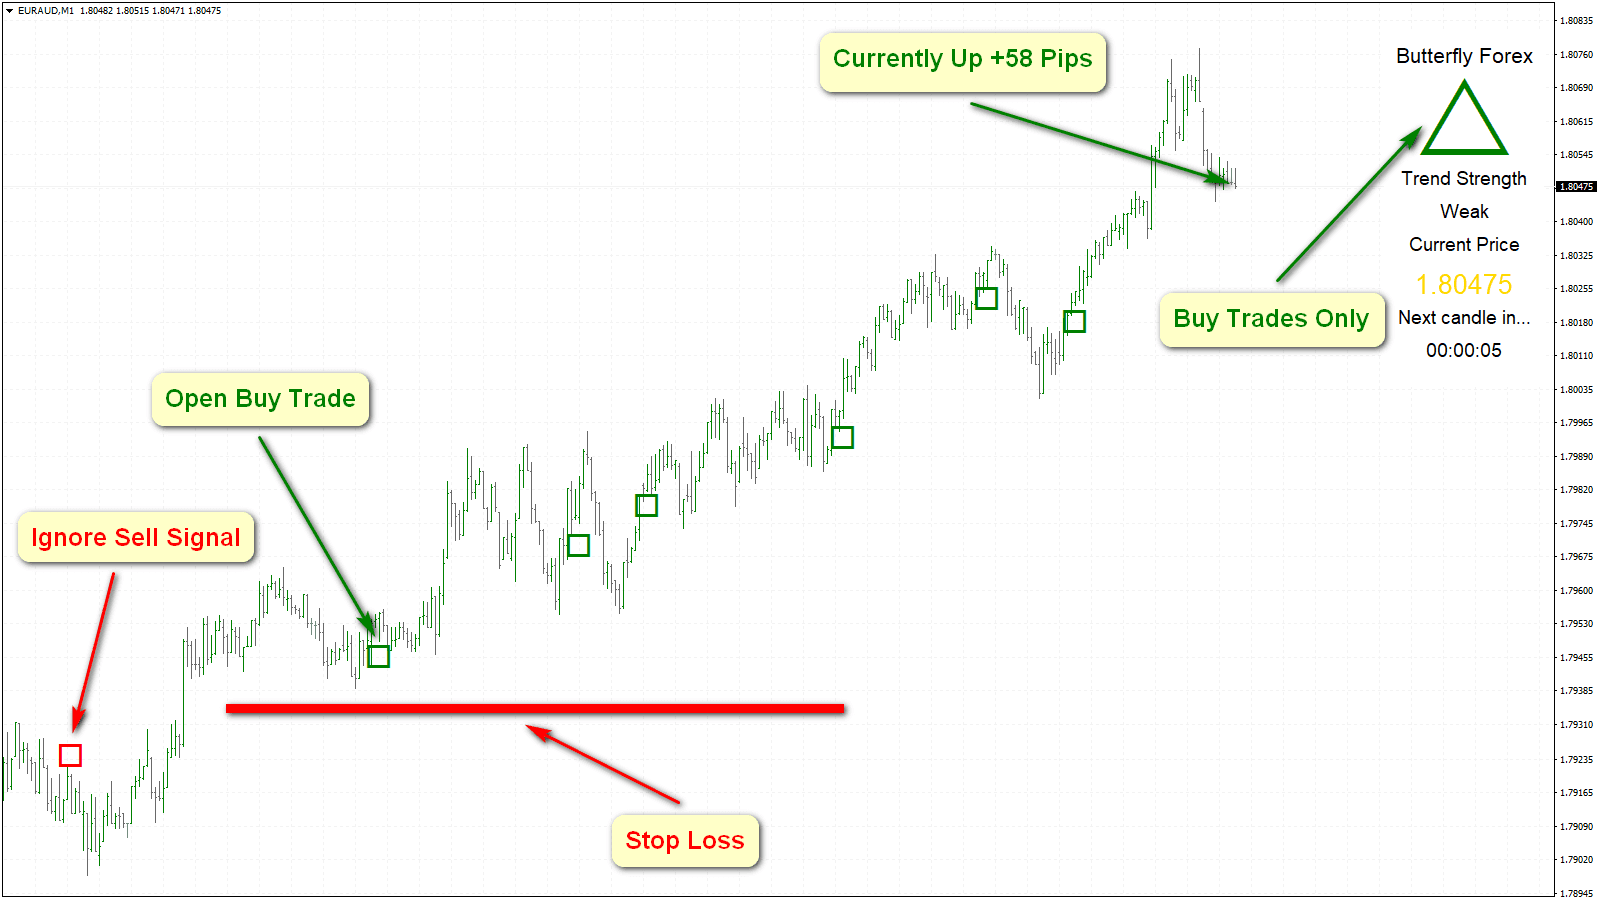 EURAUD,M1 1.80482 1.80515 1.80471 1.80475
Currently Up +58 Pips
Butterfly Forex
Trend Strength
Weak
Current Price
1.80475
Next candle in...
00:00:05
Buy Trades Only
Open Buy Trade
Ignore Sell Signal
Stop Loss
1.80835
1.80760
1.80690
1.80615
1.80545
1.80475
1.80400
1.80325
1.80255
1.80180
1.80110
1.80035
1.79965
1.79890
1.79820
1.79745
1.79675
1.79600
1.79530
1.79455
1.79385
1.79310
1.79235
1.79165
1.79090
1.79020
1.78945